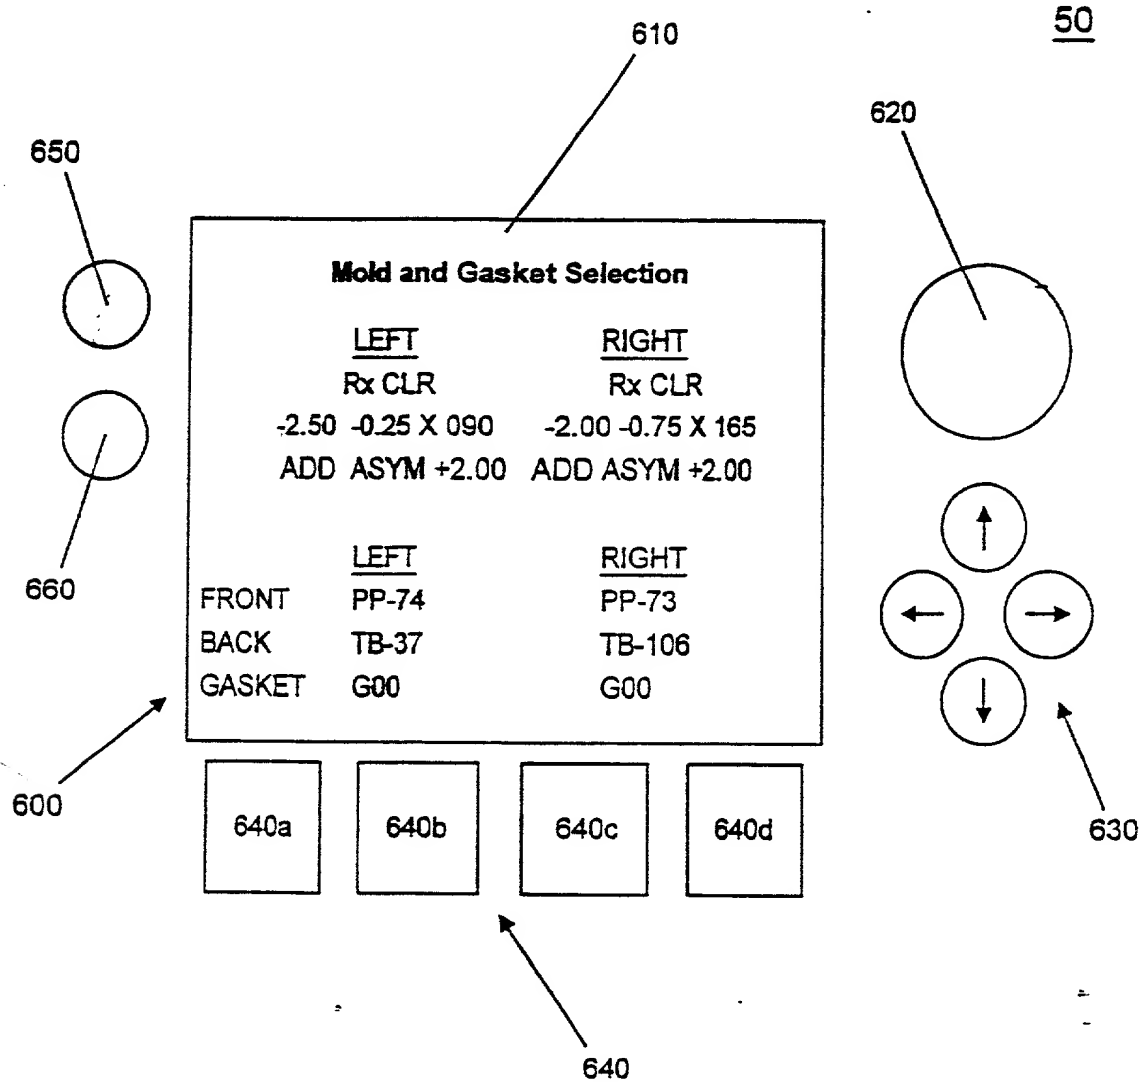 50
610
620
650
Mold and Gasket Selection
LEFT RIGHT
Rx CLR Rx CLR
-2.50 -0.25 X 090 -2.00 -0.75 X 165
ADD ASYM +2.00 ADD ASYM +2.00
660
LEFT RIGHT
FRONT PP-74 PP-73
BACK TB-37 TB-106
GASKET G00 G00
600
640a 640b 640c 640d
630
640